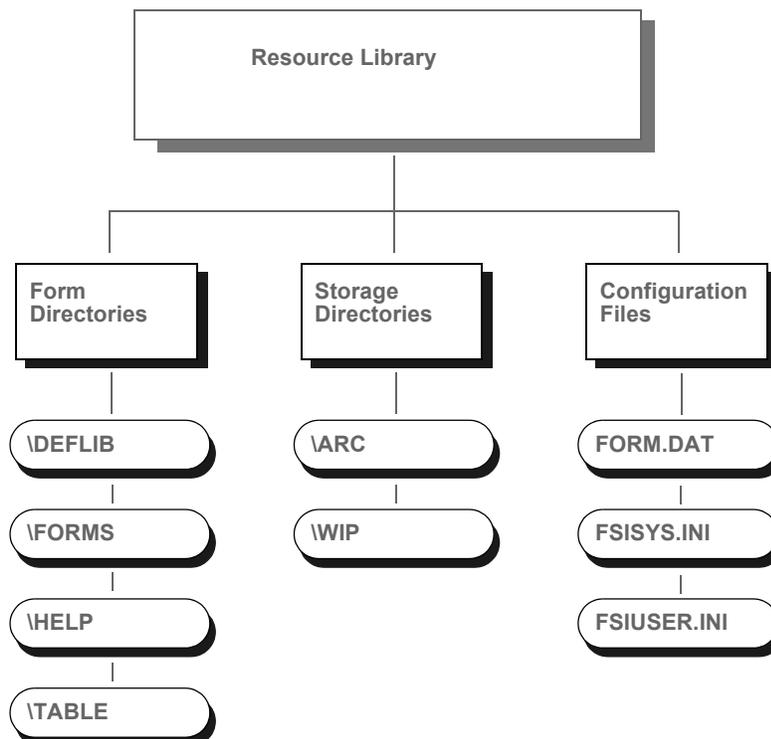 Resource Library
Form
Directories
\DEFLIB
\FORMS
\HELP
\TABLE
Storage
Directories
\ARC
\WIP
Configuration
Files
FORM.DAT
FSISYS.INI
FSIUSER.INI